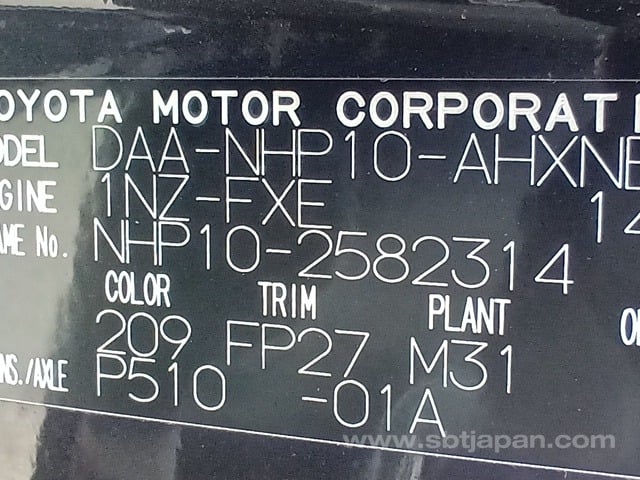 OYOTA MOTOR CORPORATI
ODEL DAA-NHP10-AHXNB
GINE 1NZ-FXE 14
AME No. NHP10-2582314
COLOR TRIM PLANT
209 FP27 M31
NS./AXLE P510 -01A
www.sbtjapan.com